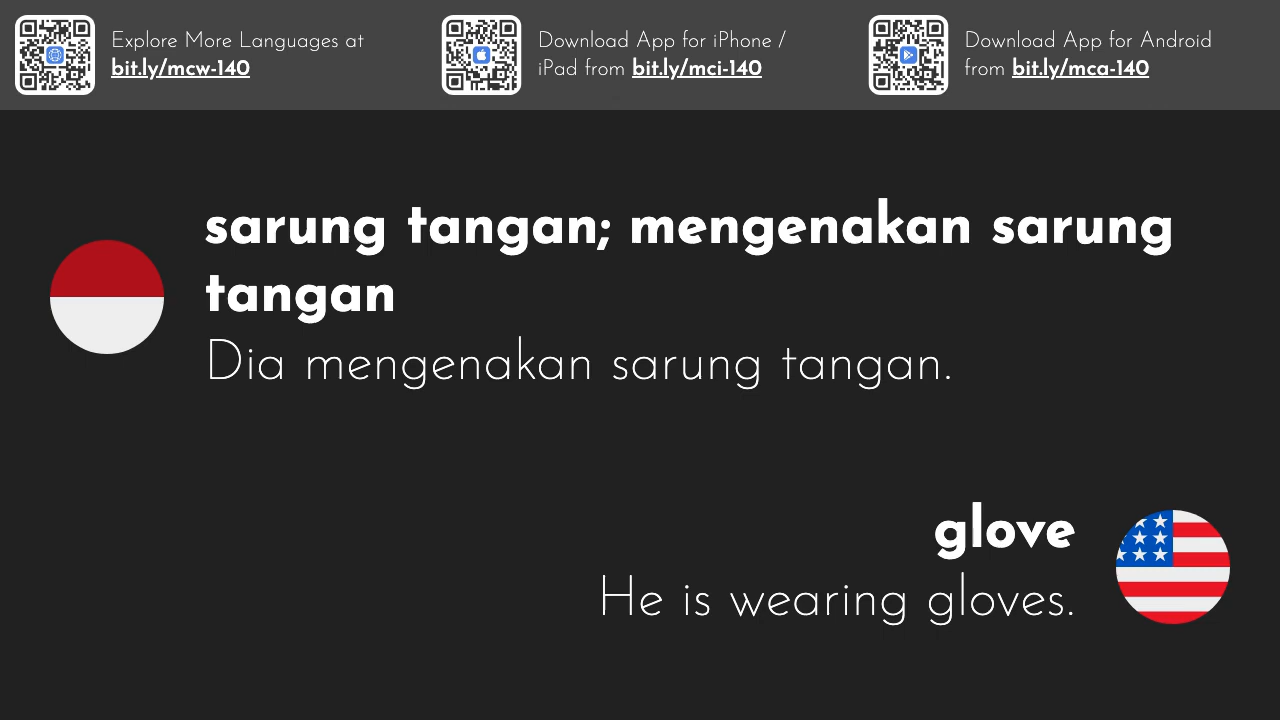 Explore More Languages at
bit.ly/mcw-140
Download App for iPhone /
iPad from bit.ly/mci-140
Download App for Android
from bit.ly/mca-140
sarung tangan; mengenakan sarung
tangan
Dia mengenakan sarung tangan.
glove
He is wearing gloves.